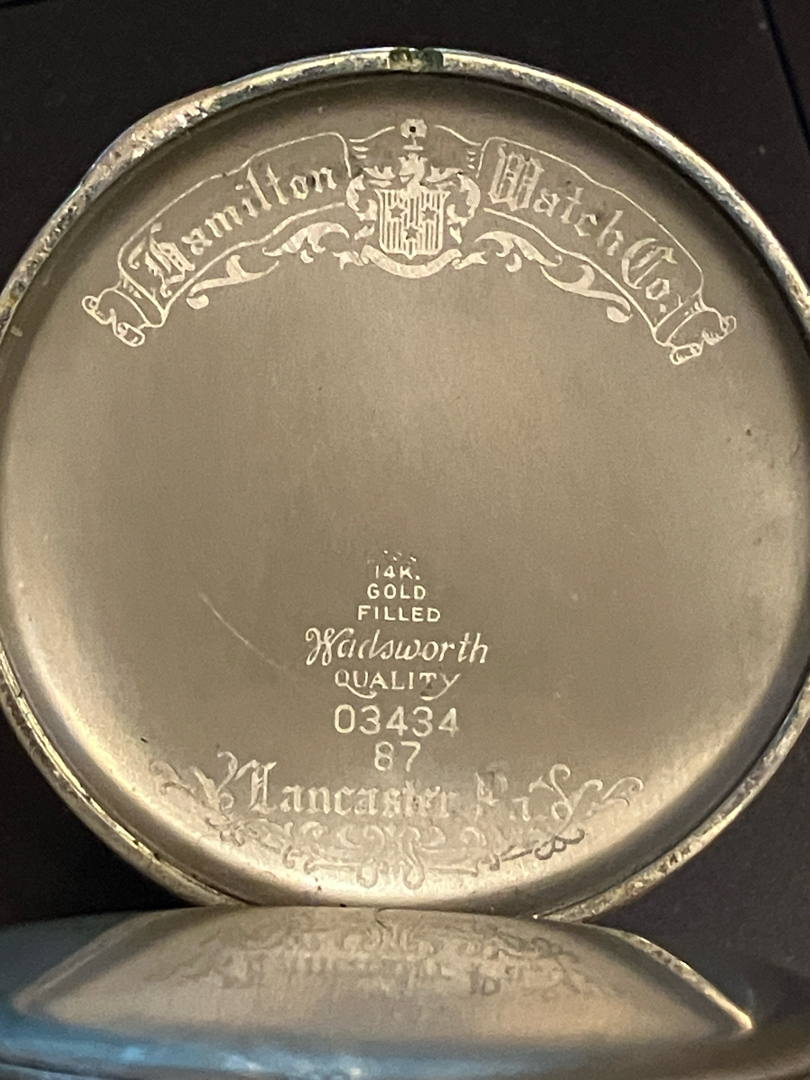 Hamilton Watch Co.
14K.
GOLD
FILLED
Wadsworth
QUALITY
03434
87
Lancaster Pa.